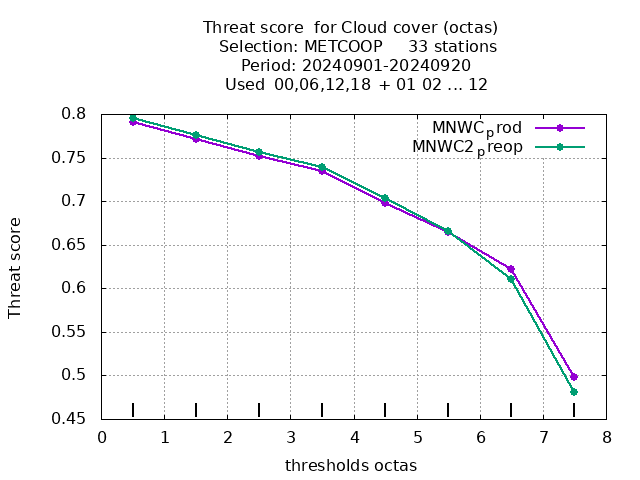 Threat score  for Cloud cover (octas)
Selection: METCOOP     33 stations
Period: 20240901-20240920
Used  00,06,12,18  + 01 02 ... 12
MNWCprod
MNWC2preop
0.8
0.75
0.7
0.65
0.6
0.55
0.5
0.45
Threat score
0 1 2 3 4 5 6 7 8
thresholds octas